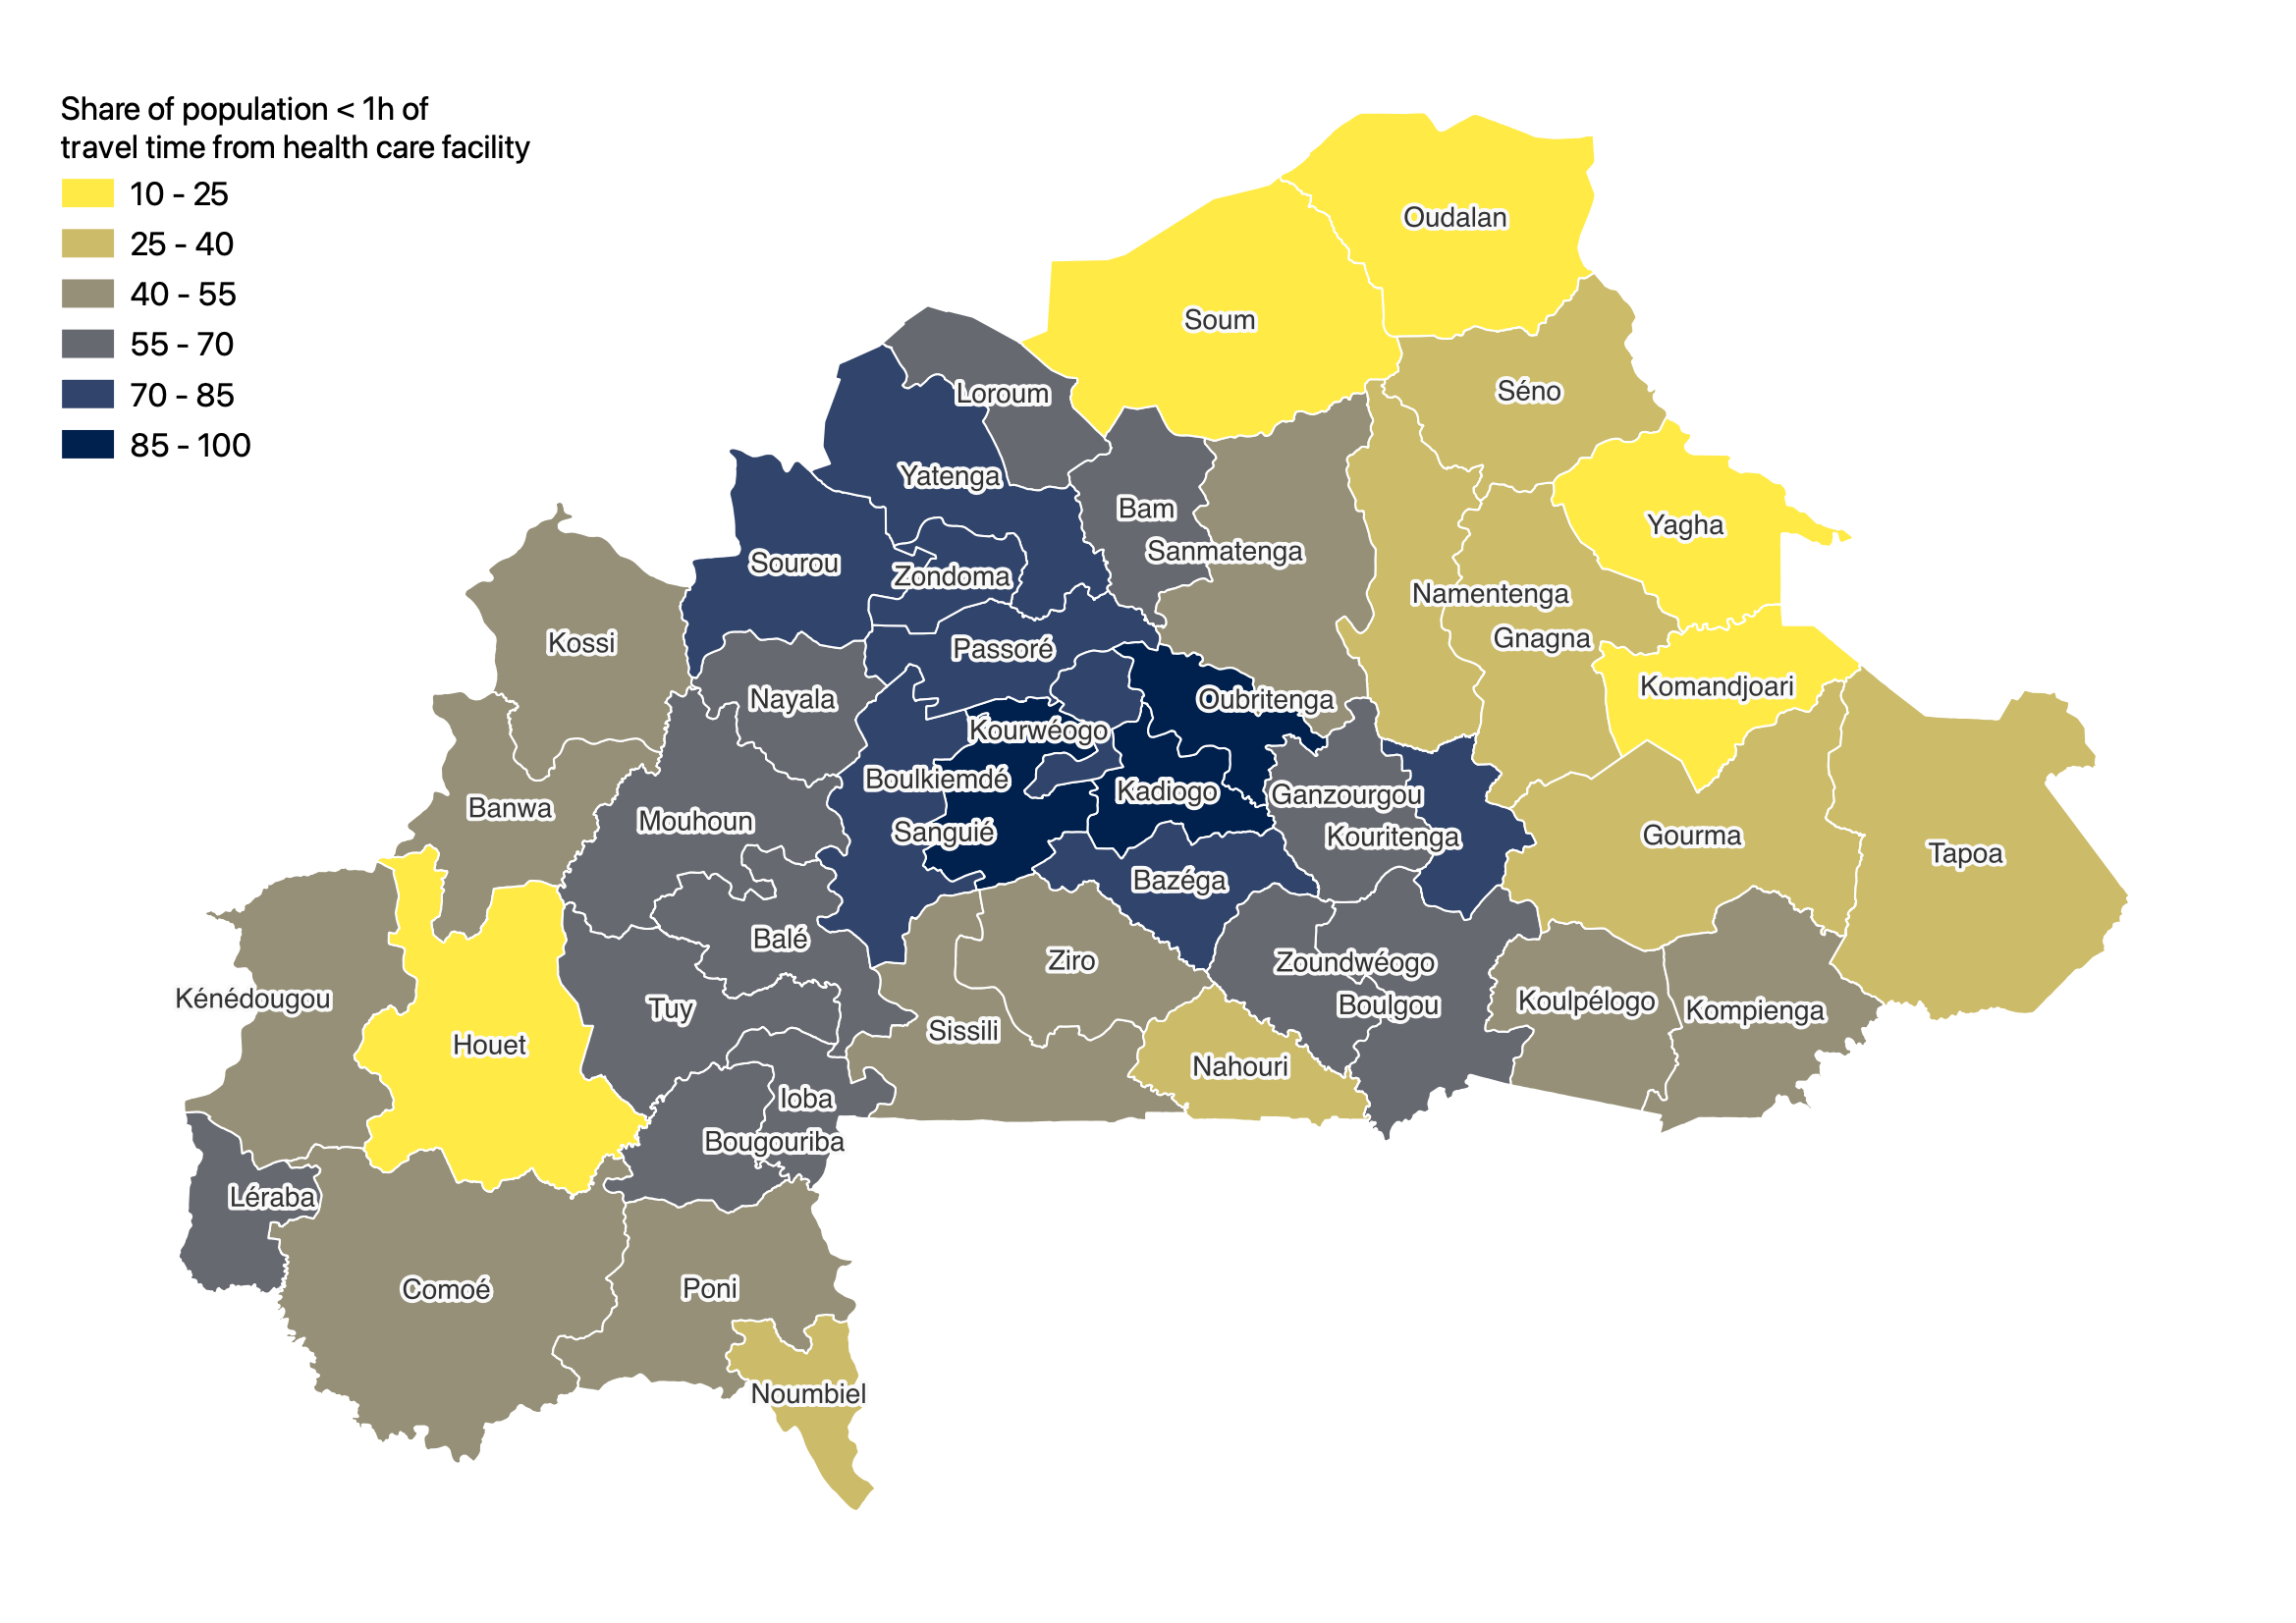 Share of population < 1h of
travel time from health care facility
10 - 25
25 - 40
40 - 55
55 - 70
70 - 85
85 - 100
Oudalan
Soum
Séno
Loroum
Yatenga
Bam
Yagha
Sanmatenga
Sourou
Zondoma
Namentenga
Gnagna
Kossi
Passoré
Komandjoari
Nayala
Oubritenga
Kourwéogo
Boulkiemdé
Kadiogo
Ganzourgou
Banwa
Mouhoun
Sanguié
Kouritenga
Gourma
Tapoa
Bazéga
Balé
Ziro
Zoundwéogo
Kénédougou
Tuy
Boulgou
Koulpélogo
Kompienga
Sissili
Houet
Nahouri
Ioba
Bougouriba
Léraba
Comoé
Poni
Noumbiel